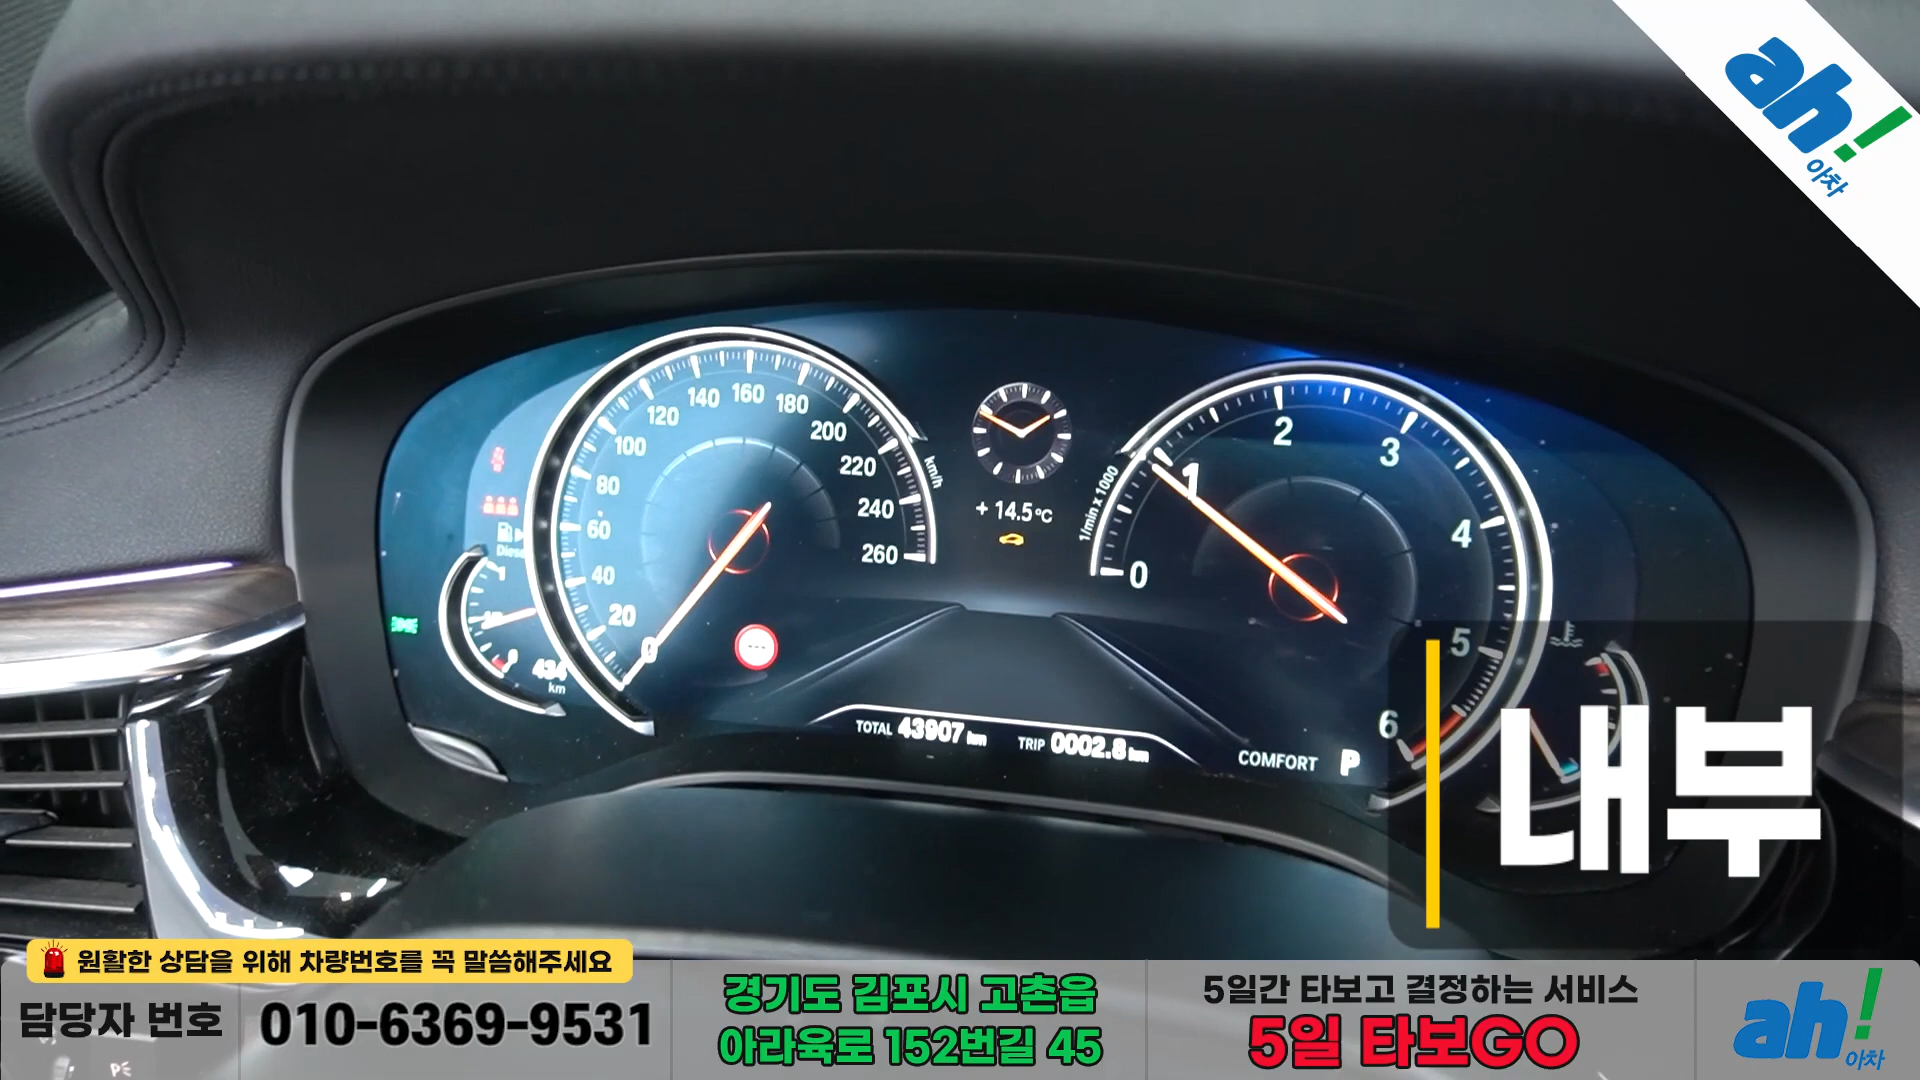 ah!
아차
140 160 180
120 200
100 220
80 240
60 260
40
20
0
km/h
Diesel
1
0
434
km
+ 14.5°C
1/min x 1000
0 1 2 3 4 5 6
---
TOTAL 43907 km TRIP 0002.8 km
COMFORT P
내부
원활한 상담을 위해 차량번호를 꼭 말씀해주세요
담당자 번호 010-6369-9531
경기도 김포시 고촌읍
아라육로 152번길 45
5일간 타보고 결정하는 서비스
5일 타보GO
ah!
아차